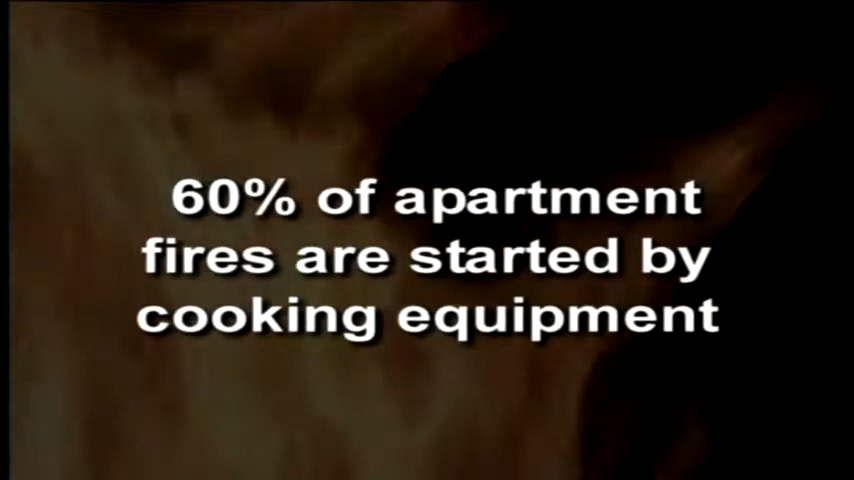 60% of apartment
fires are started by
cooking equipment